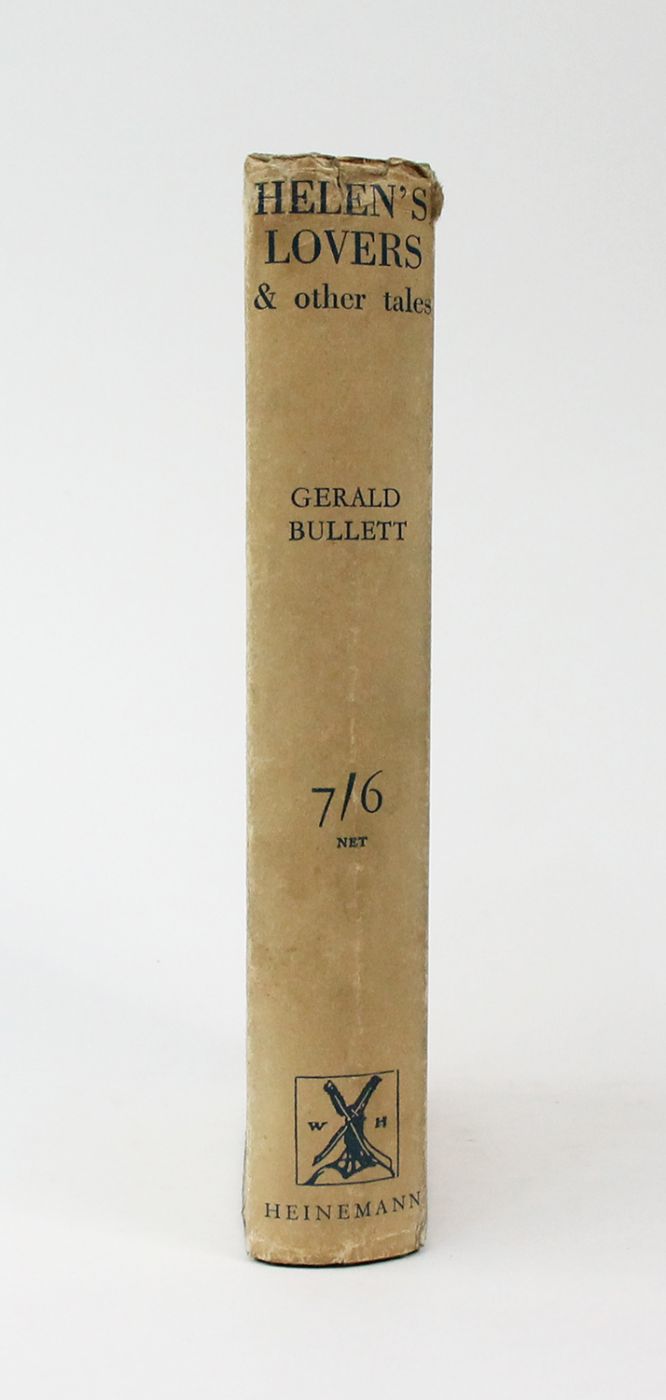 HELEN'S
LOVERS
& other tales
GERALD
BULLETT
7/6
NET
W H
HEINEMANN